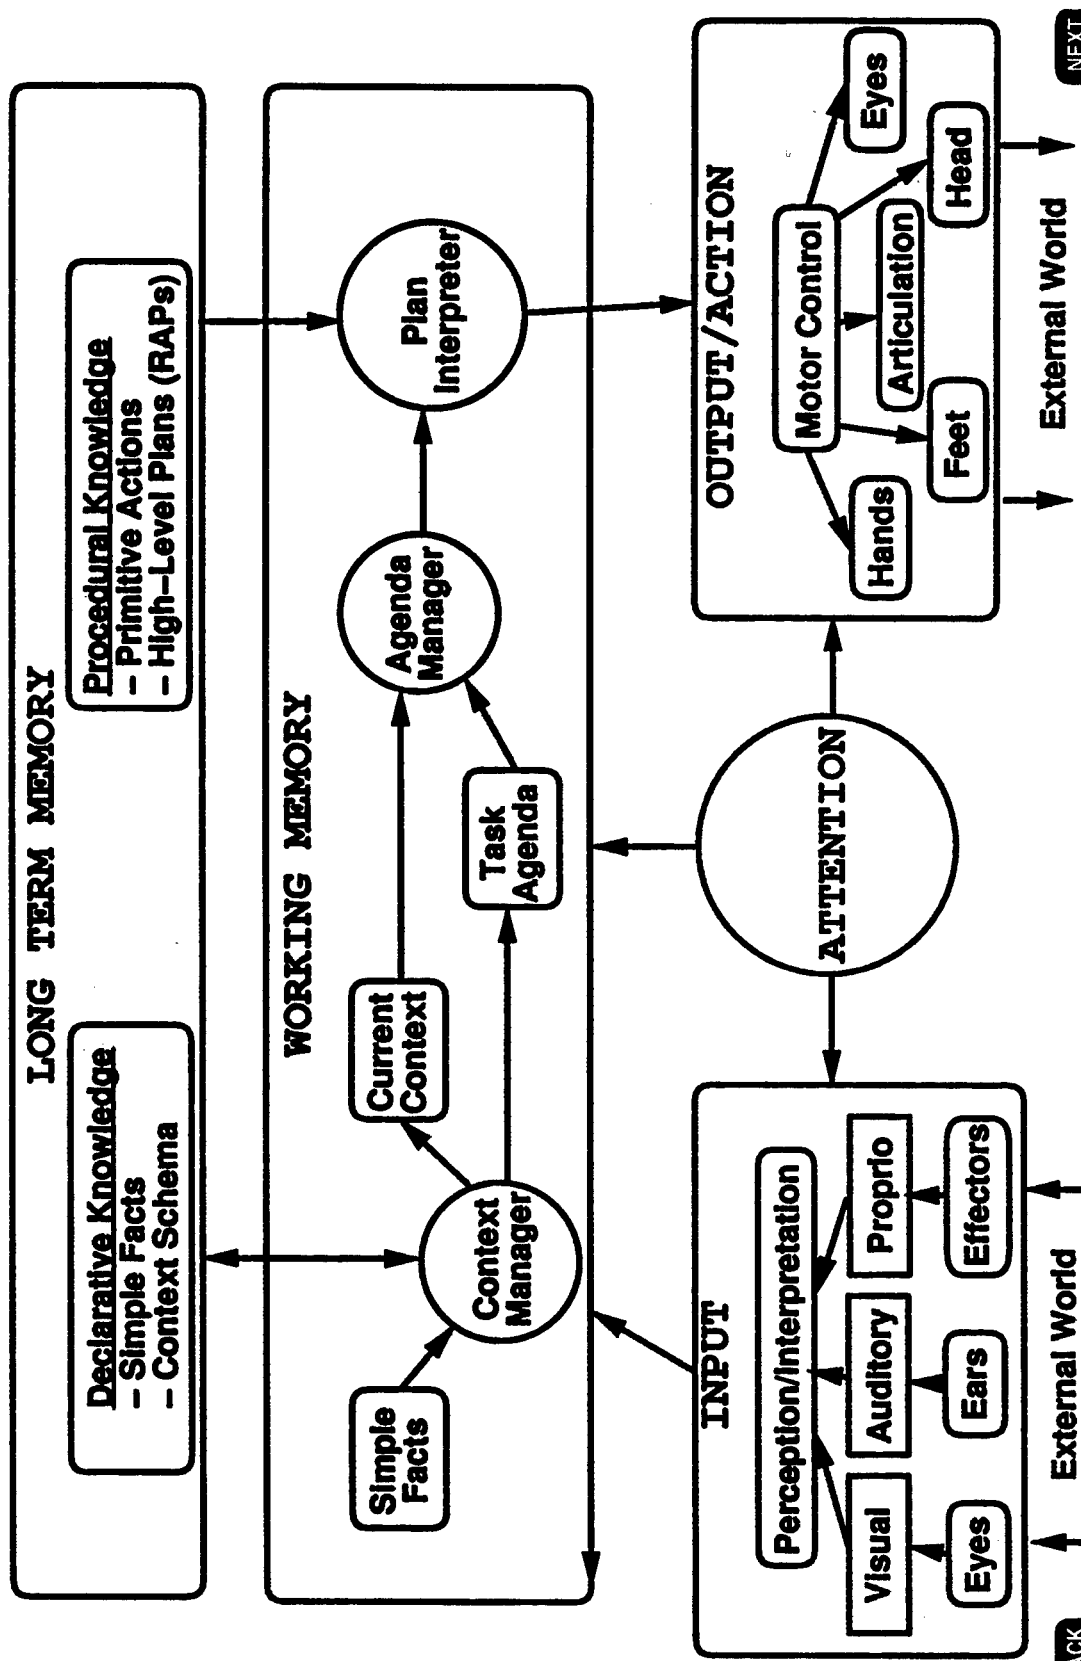 LONG TERM MEMORY
Declarative Knowledge
– Simple Facts
– Context Schema
Procedural Knowledge
– Primitive Actions
– High–Level Plans (RAPs)
WORKING MEMORY
Simple
Facts
Context
Manager
Current
Context
Task
Agenda
Agenda
Manager
Plan
Interpreter
INPUT
Perception/Interpretation
Visual
Auditory
Proprio
Eyes
Ears
Effectors
External World
ATTENTION
OUTPUT/ACTION
Motor Control
Hands
Feet
Articulation
Head
Eyes
External World
ACK
NEXT